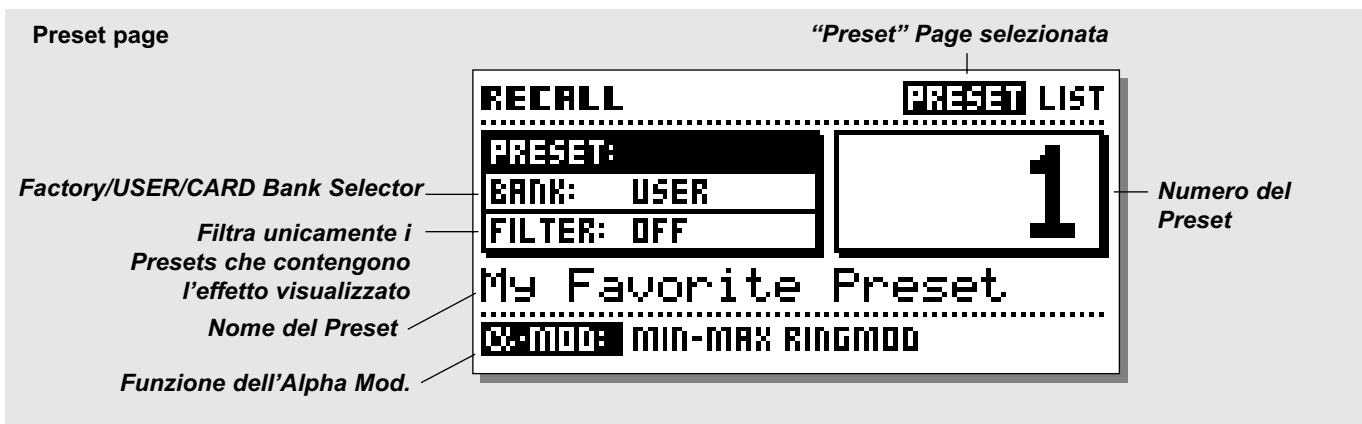 Preset page
“Preset” Page selezionata
RECALL PRESET LIST
PRESET:
1
Factory/USER/CARD Bank Selector
BANK: USER
Numero del
Preset
Filtra unicamente i
Presets che contengono
l’effetto visualizzato
FILTER: OFF
My Favorite Preset
Nome del Preset
α-MOD: MIN-MAX RINGMOD
Funzione dell’Alpha Mod.